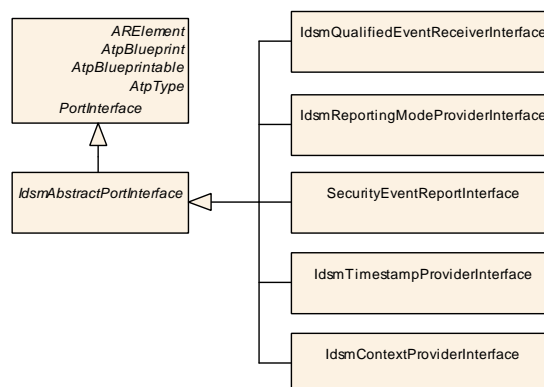 ARElement
AtpBlueprint
AtpBlueprintable
AtpType
PortInterface
IdsmAbstractPortInterface
IdsmQualifiedEventReceiverInterface
IdsmReportingModeProviderInterface
SecurityEventReportInterface
IdsmTimestampProviderInterface
IdsmContextProviderInterface